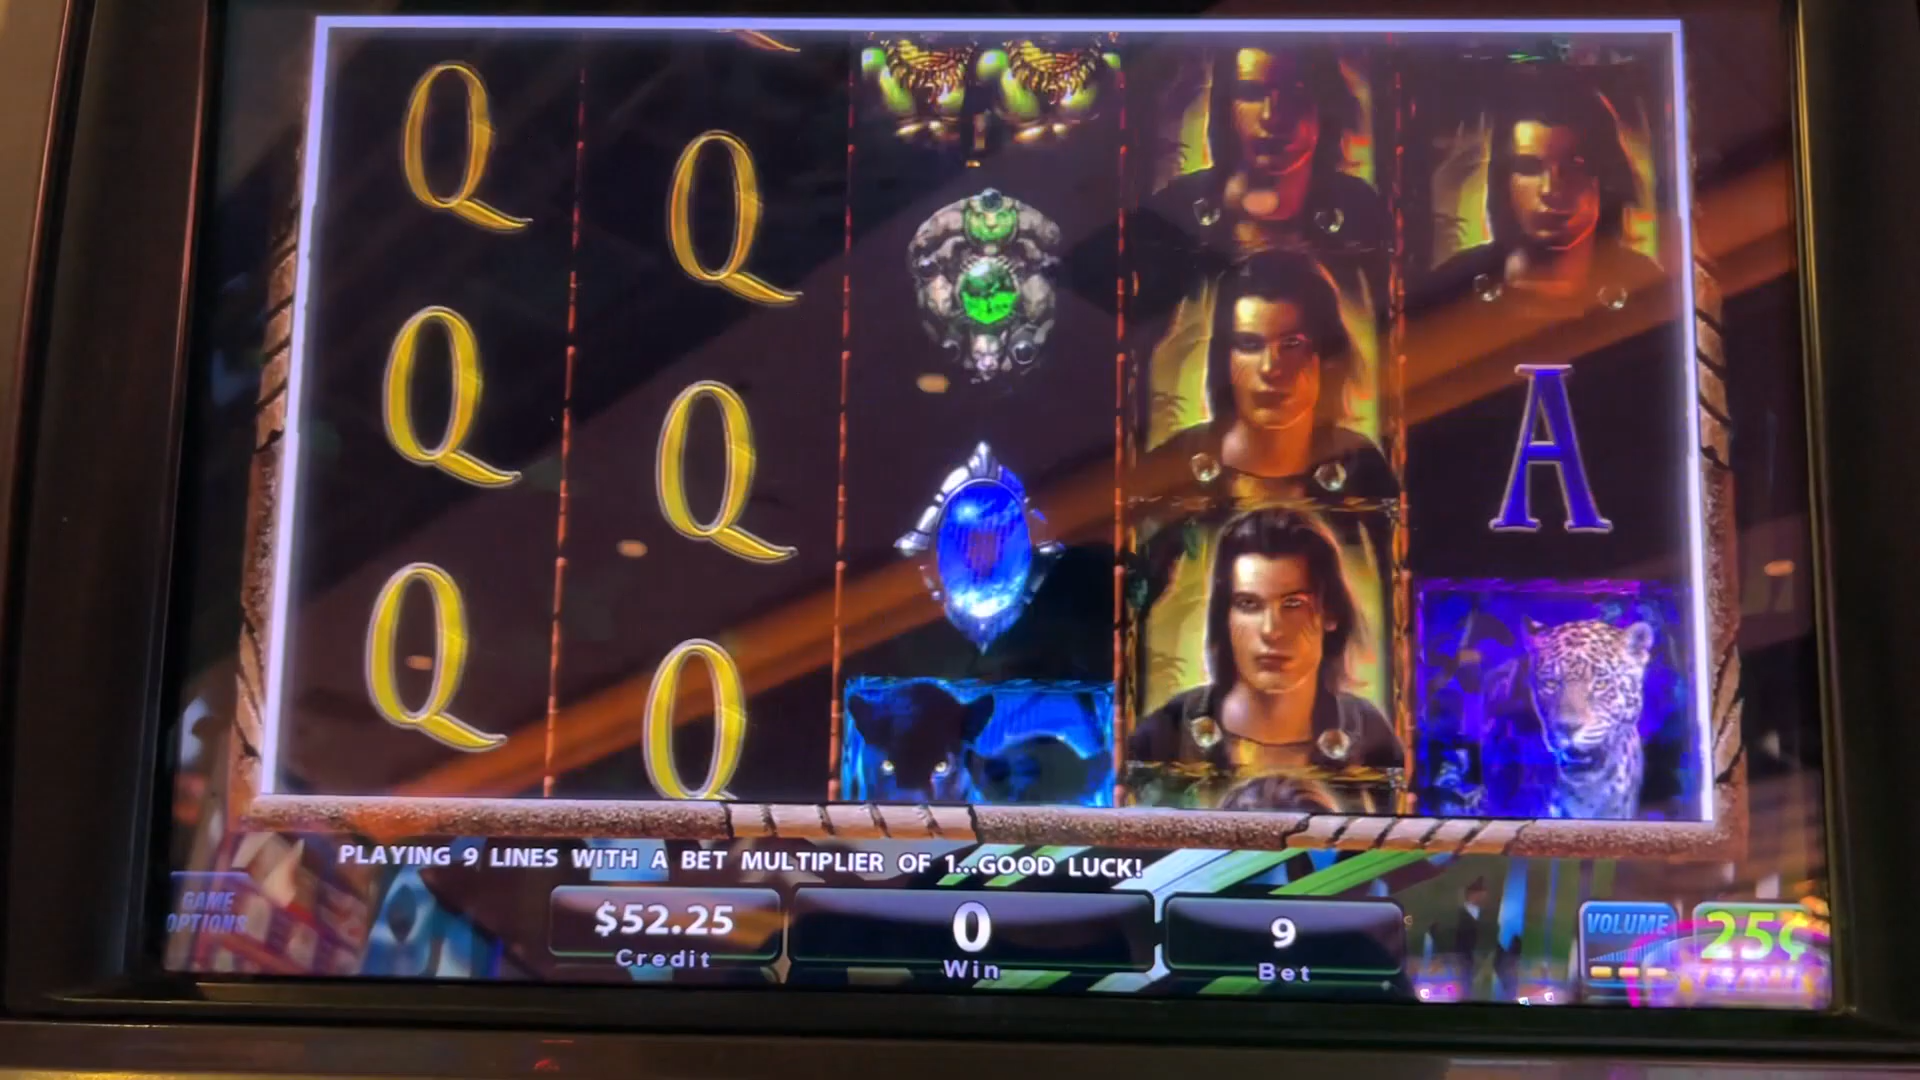 Q
Q
Q
Q
Q
Q
A
PLAYING 9 LINES WITH A BET MULTIPLIER OF 1...GOOD LUCK!
GAME OPTIONS
$52.25
Credit
0
Win
9
Bet
VOLUME
25¢